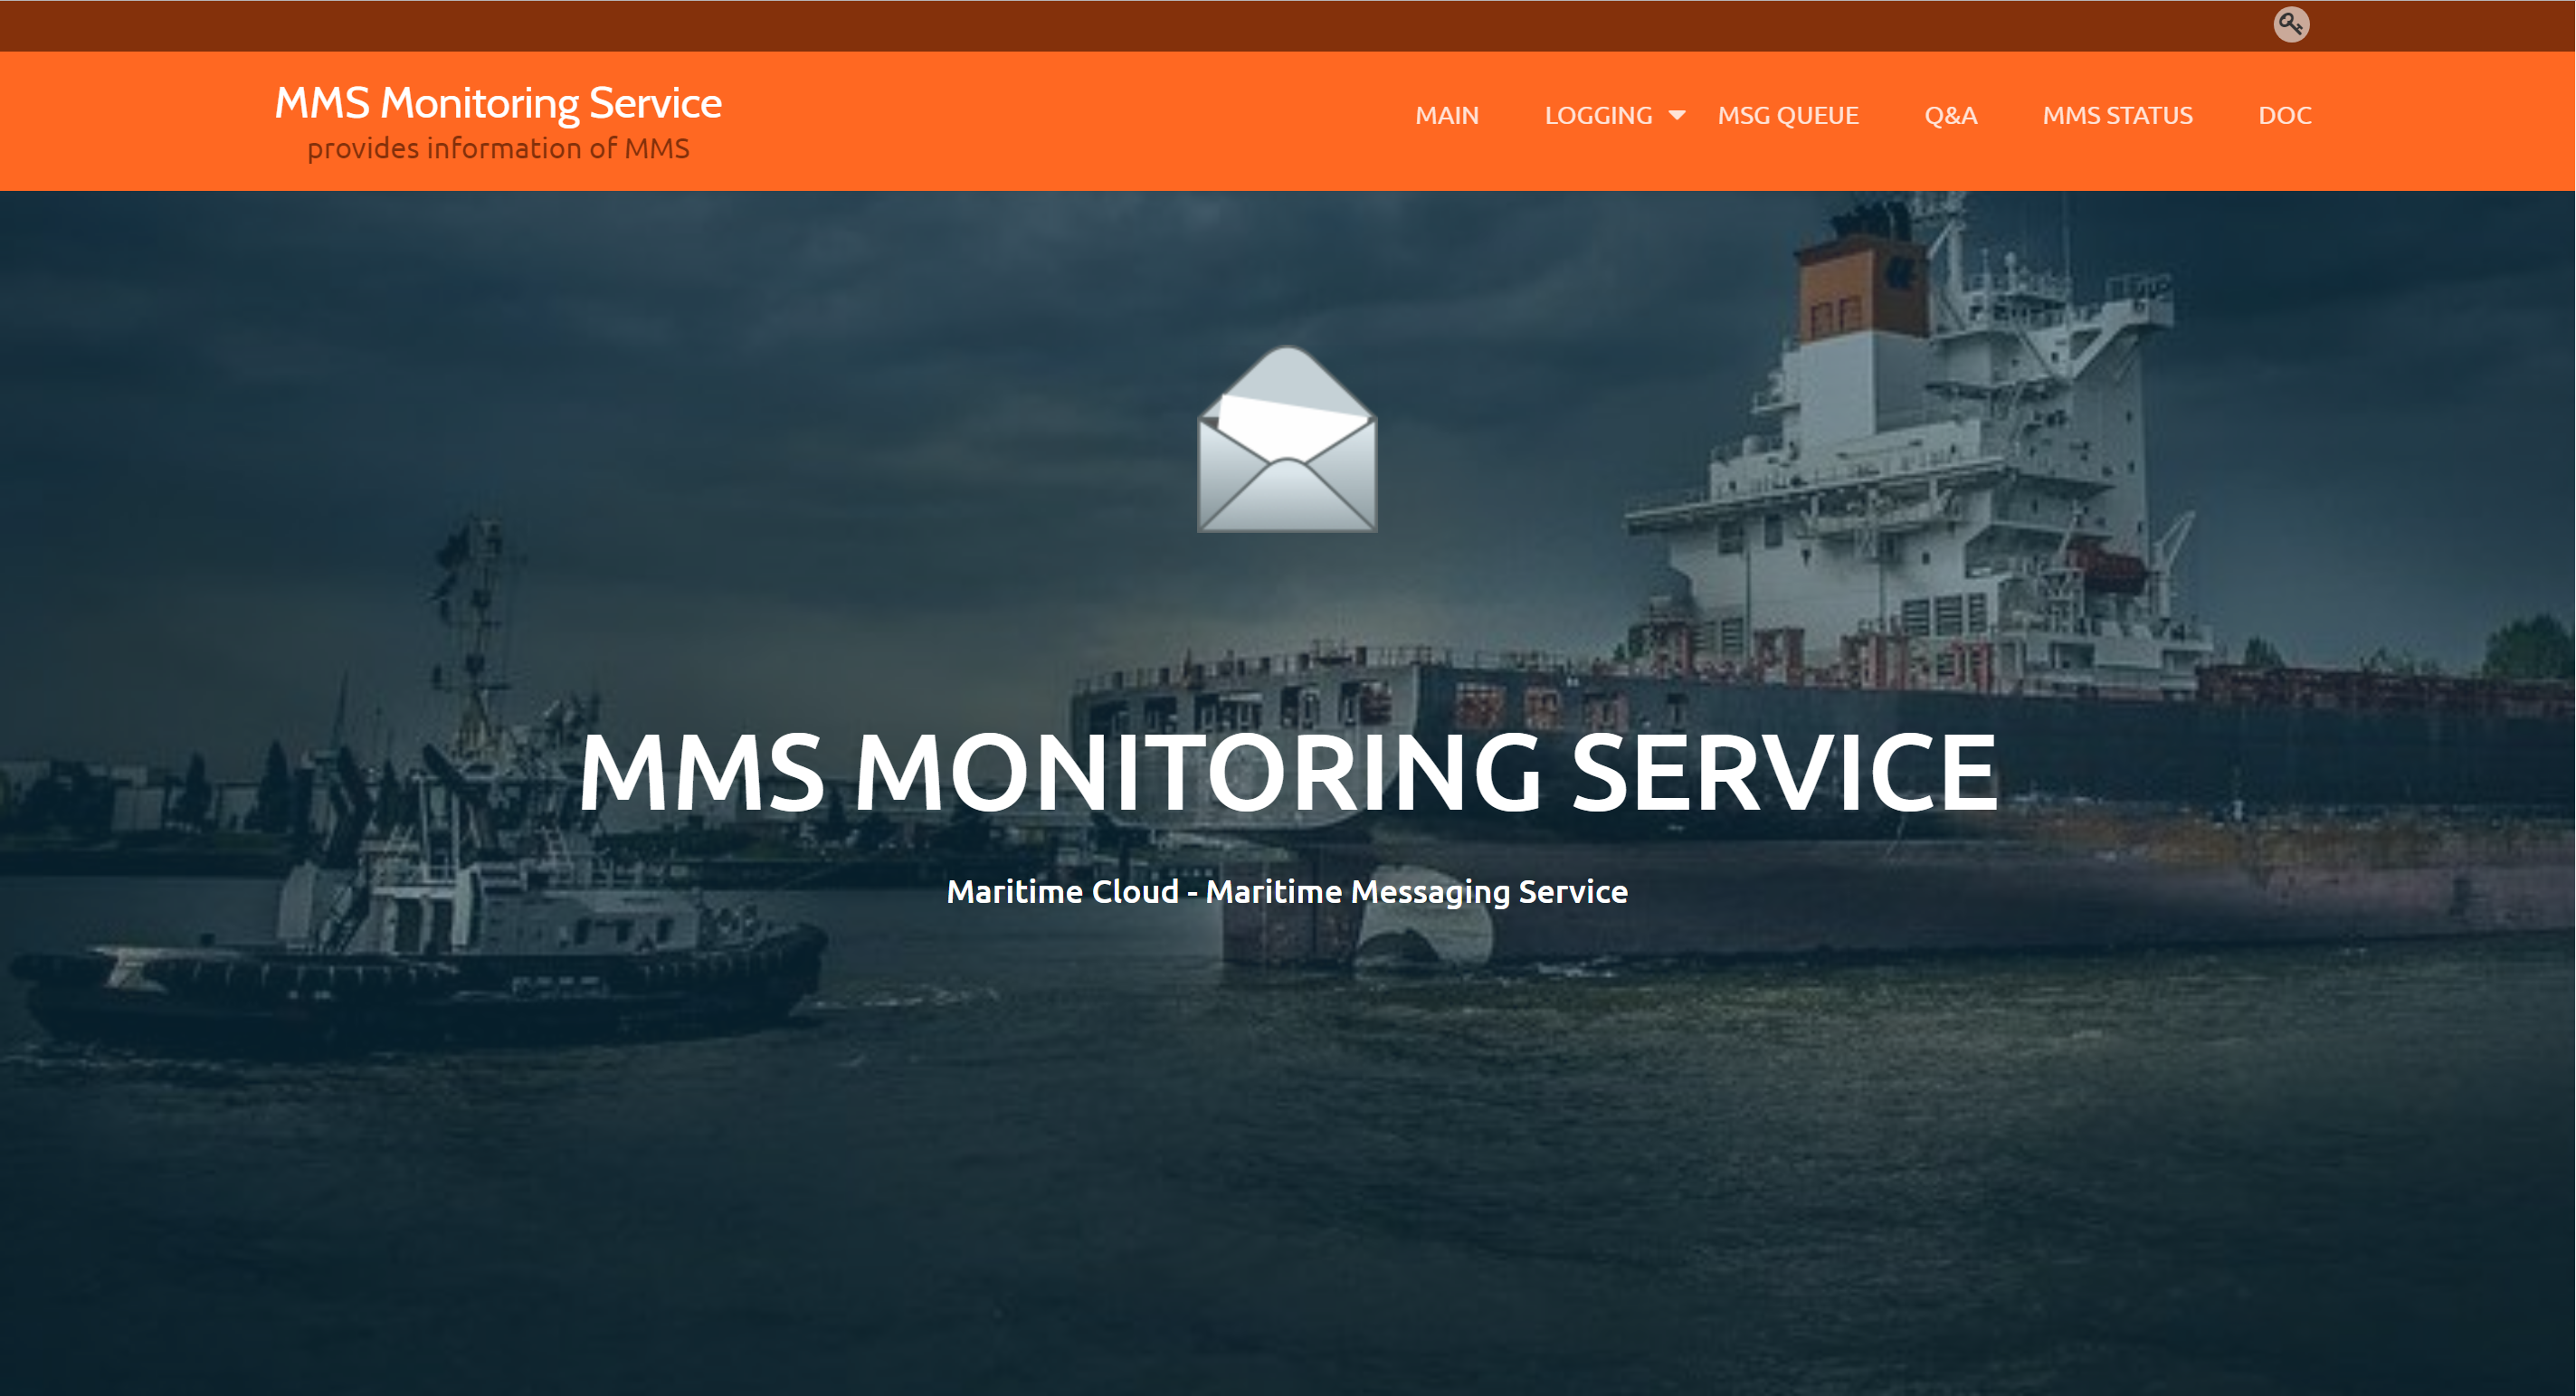 MMS Monitoring Service
provides information of MMS
MAIN LOGGING MSG QUEUE Q&A MMS STATUS DOC
MMS MONITORING SERVICE
Maritime Cloud - Maritime Messaging Service